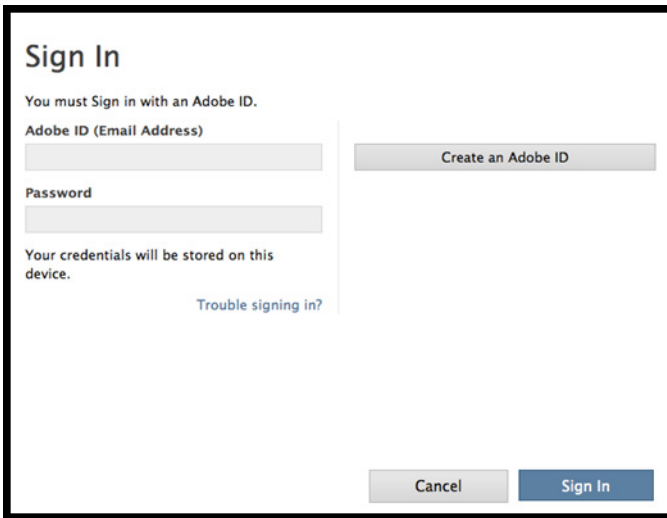 Sign In
You must Sign in with an Adobe ID.
Adobe ID (Email Address)
Create an Adobe ID
Password
Your credentials will be stored on this
device.
Trouble signing in?
Cancel
Sign In